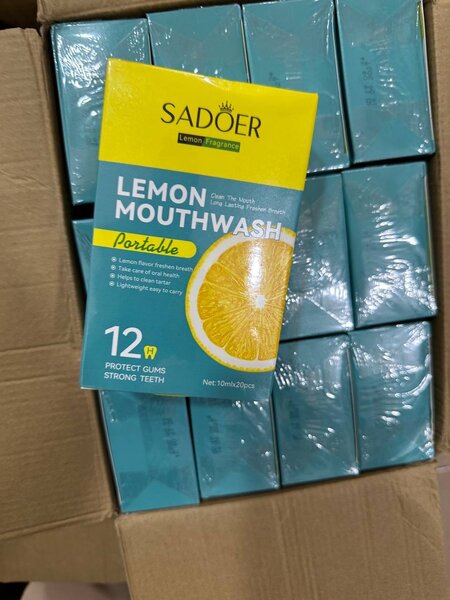 SADOER
Lemon Fragrance
LEMON
MOUTHWASH
Clean The Mouth
Long Lasting Freshen Breath
Portable
Lemon flavor freshen breath
Take care of oral health
Helps to clean tartar
Lightweight easy to carry
12H
PROTECT GUMS
STRONG TEETH
Net:10mlx20pcs